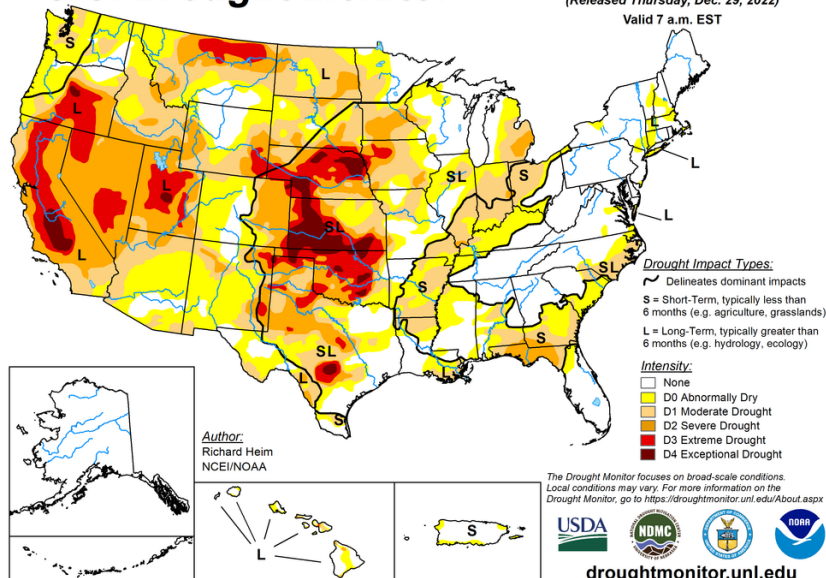 (Released Thursday, Dec. 29, 2022)
Valid 7 a.m. EST
S
L
L
L
S L
S
L
L
L
L
S L
S L
S
S
L
S L
L
L
S
Drought Impact Types:
Delineates dominant impacts
S = Short-Term, typically less than
6 months (e.g. agriculture, grasslands)
L = Long-Term, typically greater than
6 months (e.g. hydrology, ecology)
Intensity:
None
D0 Abnormally Dry
D1 Moderate Drought
D2 Severe Drought
D3 Extreme Drought
D4 Exceptional Drought
Author:
Richard Heim
NCEI/NOAA
L
S
The Drought Monitor focuses on broad-scale conditions.
Local conditions may vary. For more information on the
Drought Monitor, go to https://droughtmonitor.unl.edu/About.aspx
USDA
NDMC
NOAA
droughtmonitor.unl.edu